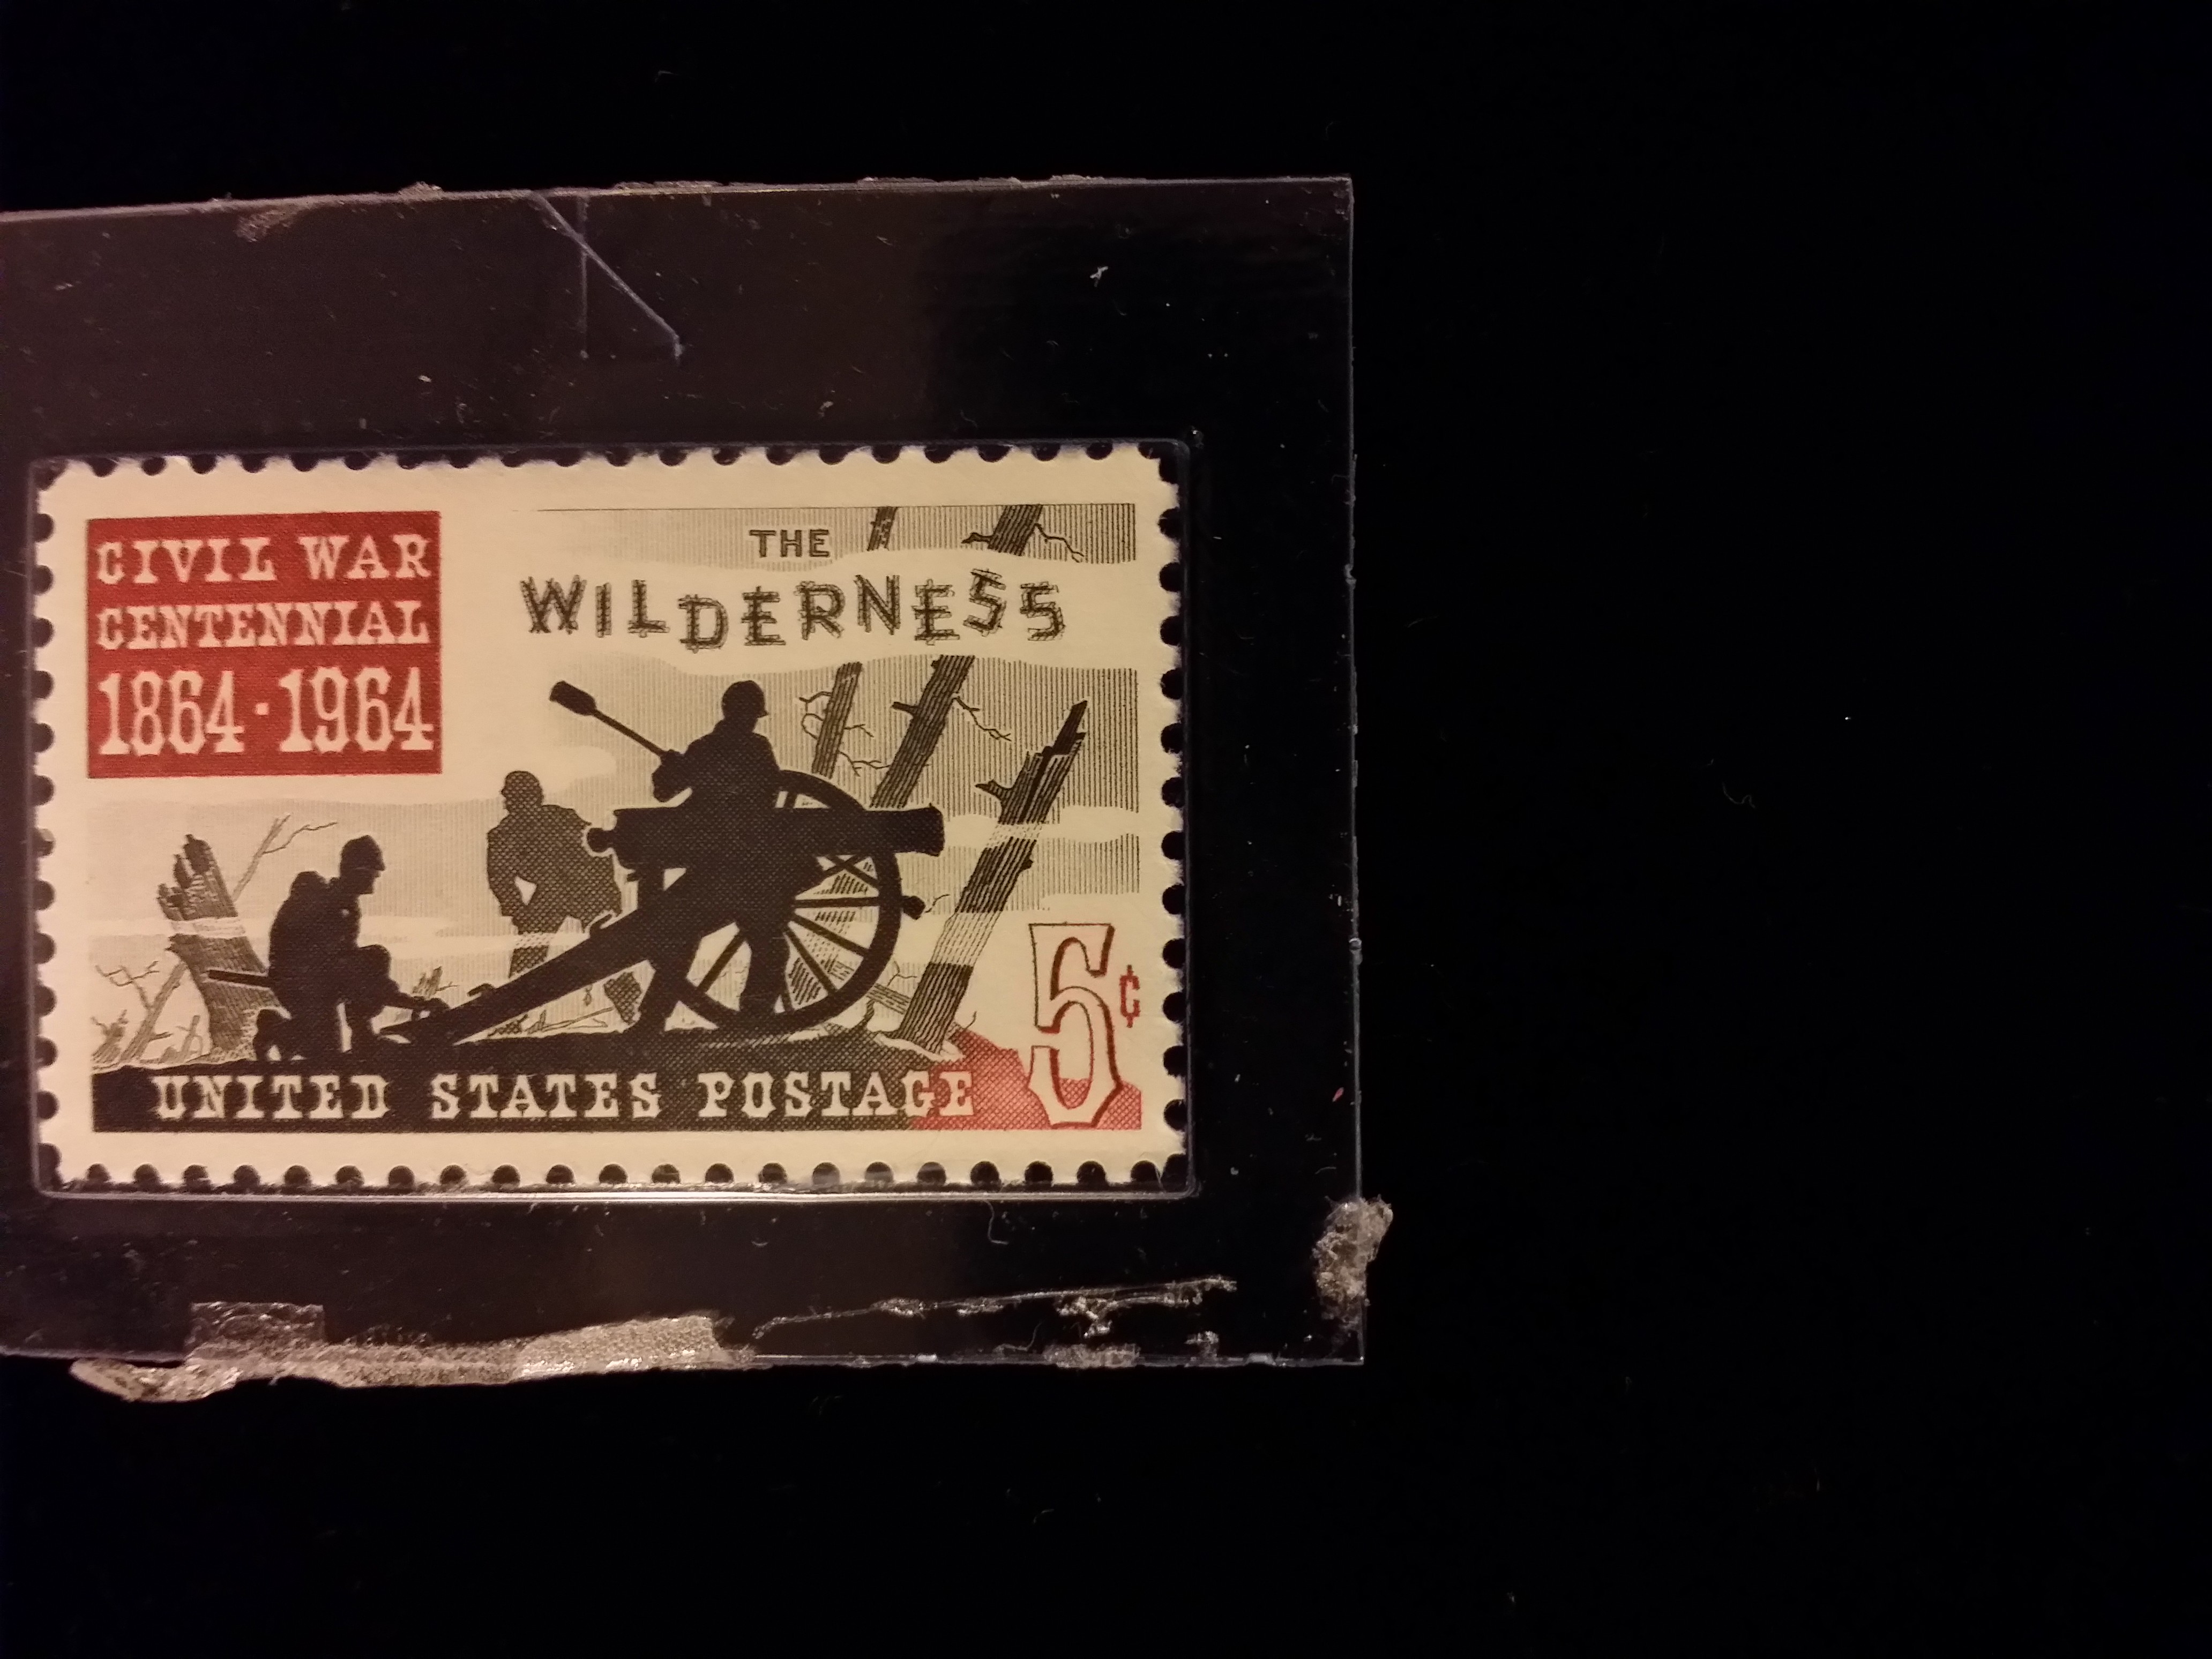 CIVIL WAR
CENTENNIAL
1864·1964
THE
WILDERNESS
5¢
UNITED STATES POSTAGE